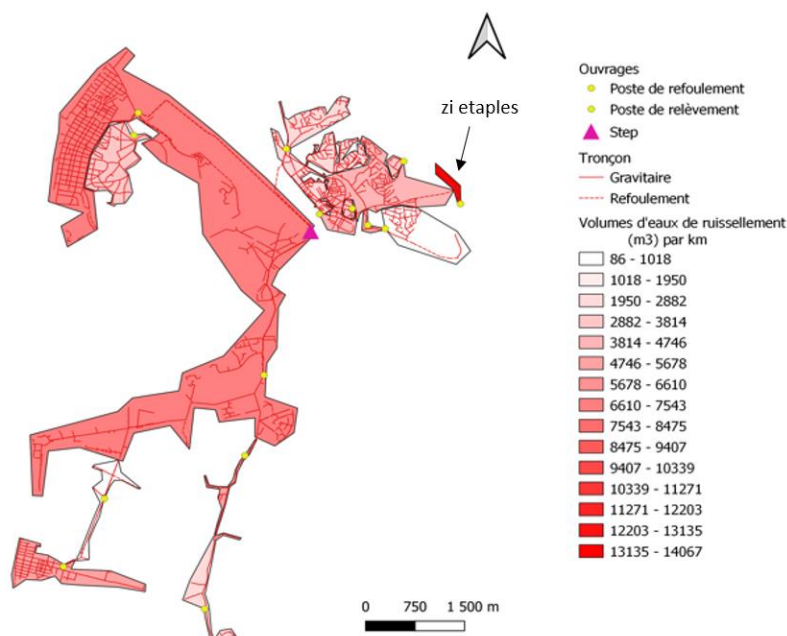 zi etaples
Ouvrages
Poste de refoulement
Poste de relèvement
Step
Tronçon
Gravitaire
Refoulement
Volumes d'eaux de ruissellement
(m3) par km
86 - 1018
1018 - 1950
1950 - 2882
2882 - 3814
3814 - 4746
4746 - 5678
5678 - 6610
6610 - 7543
7543 - 8475
8475 - 9407
9407 - 10339
10339 - 11271
11271 - 12203
12203 - 13135
13135 - 14067
0 750 1 500 m